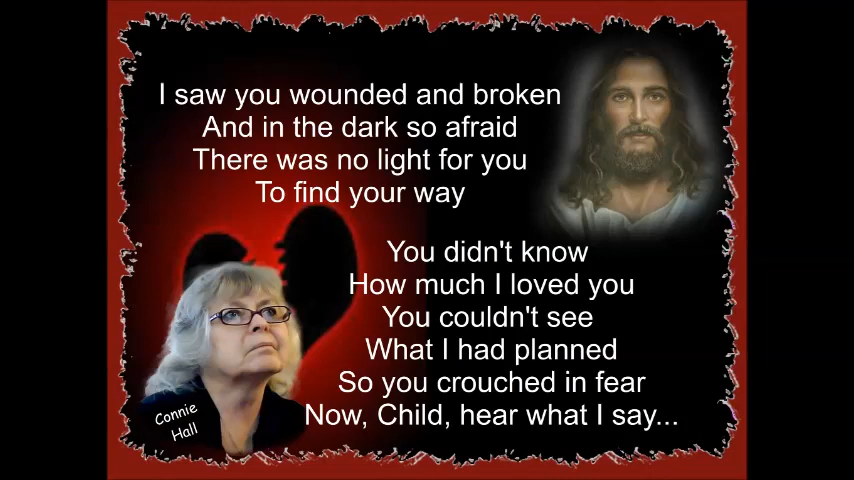 I saw you wounded and broken
And in the dark so afraid
There was no light for you
To find your way
You didn't know
How much I loved you
You couldn't see
What I had planned
So you crouched in fear
Now, Child, hear what I say...
Connie
Hall